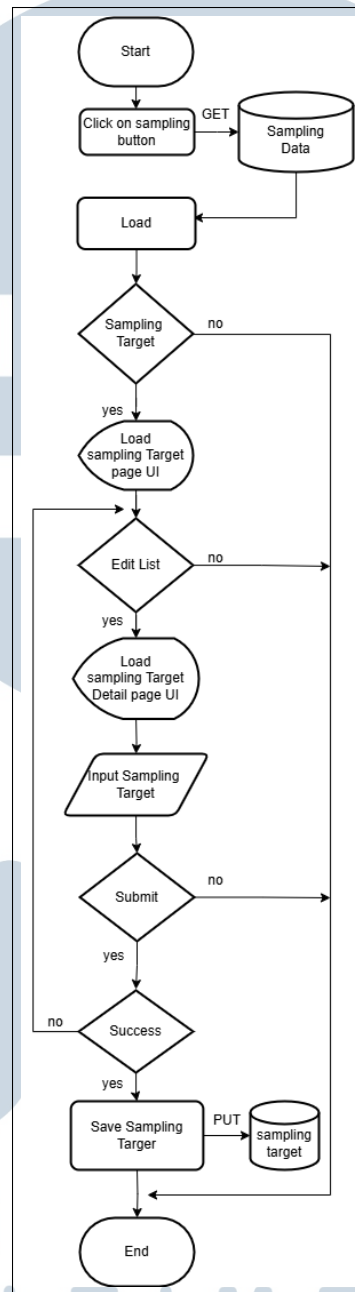 Start
Click on sampling
button
GET
Sampling
Data
Load
Sampling
Target
no
yes
Load
sampling Target
page UI
Edit List
no
yes
Load
sampling Target
Detail page UI
Input Sampling
Target
Submit
no
yes
Success
no
yes
Save Sampling
Targer
PUT
sampling
target
End